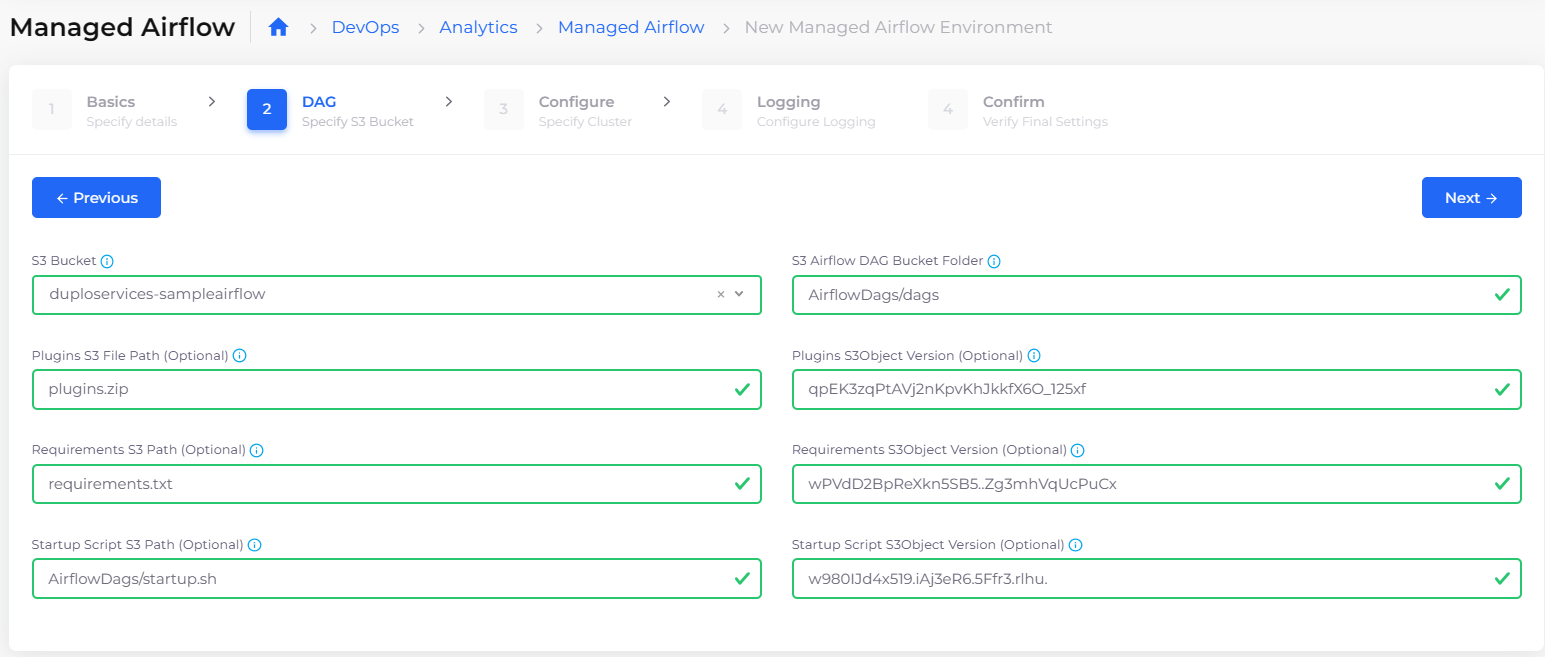 Managed Airflow DevOps Analytics Managed Airflow New Managed Airflow Environment
1 Basics Specify details
2 DAG Specify S3 Bucket
3 Configure Specify Cluster
4 Logging Configure Logging
4 Confirm Verify Final Settings
← Previous
Next →
S3 Bucket
duploservices-sampleairflow
S3 Airflow DAG Bucket Folder
AirflowDags/dags
Plugins S3 File Path (Optional)
plugins.zip
Plugins S3Object Version (Optional)
qpEK3zqPtAVj2nKpvKhJkkfX6O_125xf
Requirements S3 Path (Optional)
requirements.txt
Requirements S3Object Version (Optional)
wPVdD2BpReXkn5SB5..Zg3mhVqUcPuCx
Startup Script S3 Path (Optional)
AirflowDags/startup.sh
Startup Script S3Object Version (Optional)
w980IJd4x519.iAj3eR6.5Ffr3.rlhu.